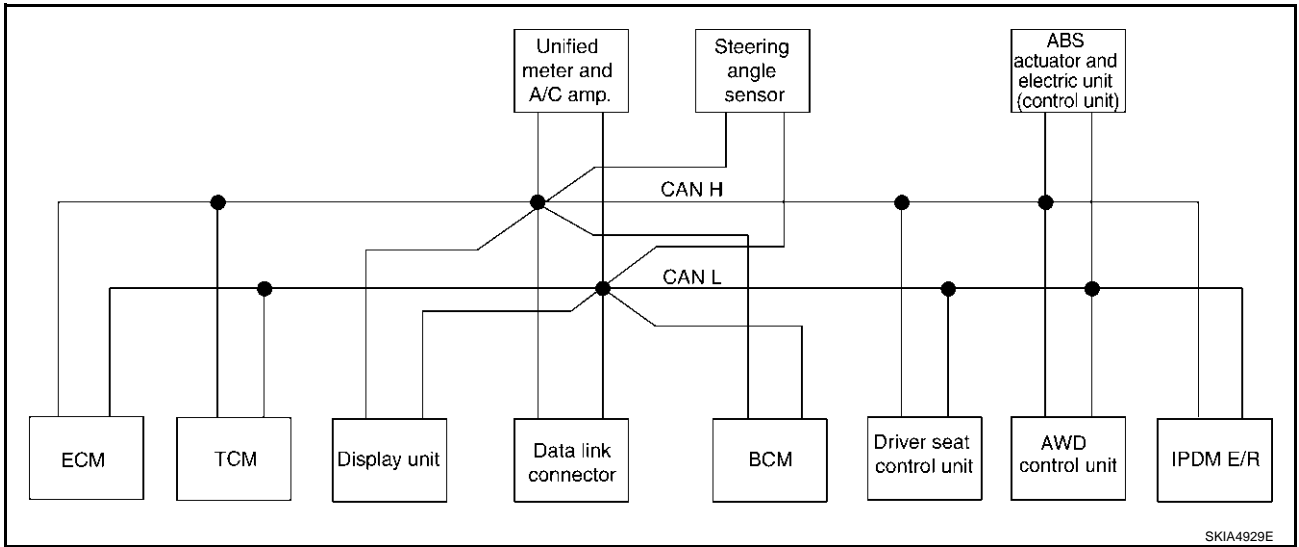 Unified
meter and
A/C amp.
Steering
angle
sensor
ABS
actuator and
electric unit
(control unit)
CAN H
CAN L
ECM
TCM
Display unit
Data link
connector
BCM
Driver seat
control unit
AWD
control unit
IPDM E/R
SKIA4929E